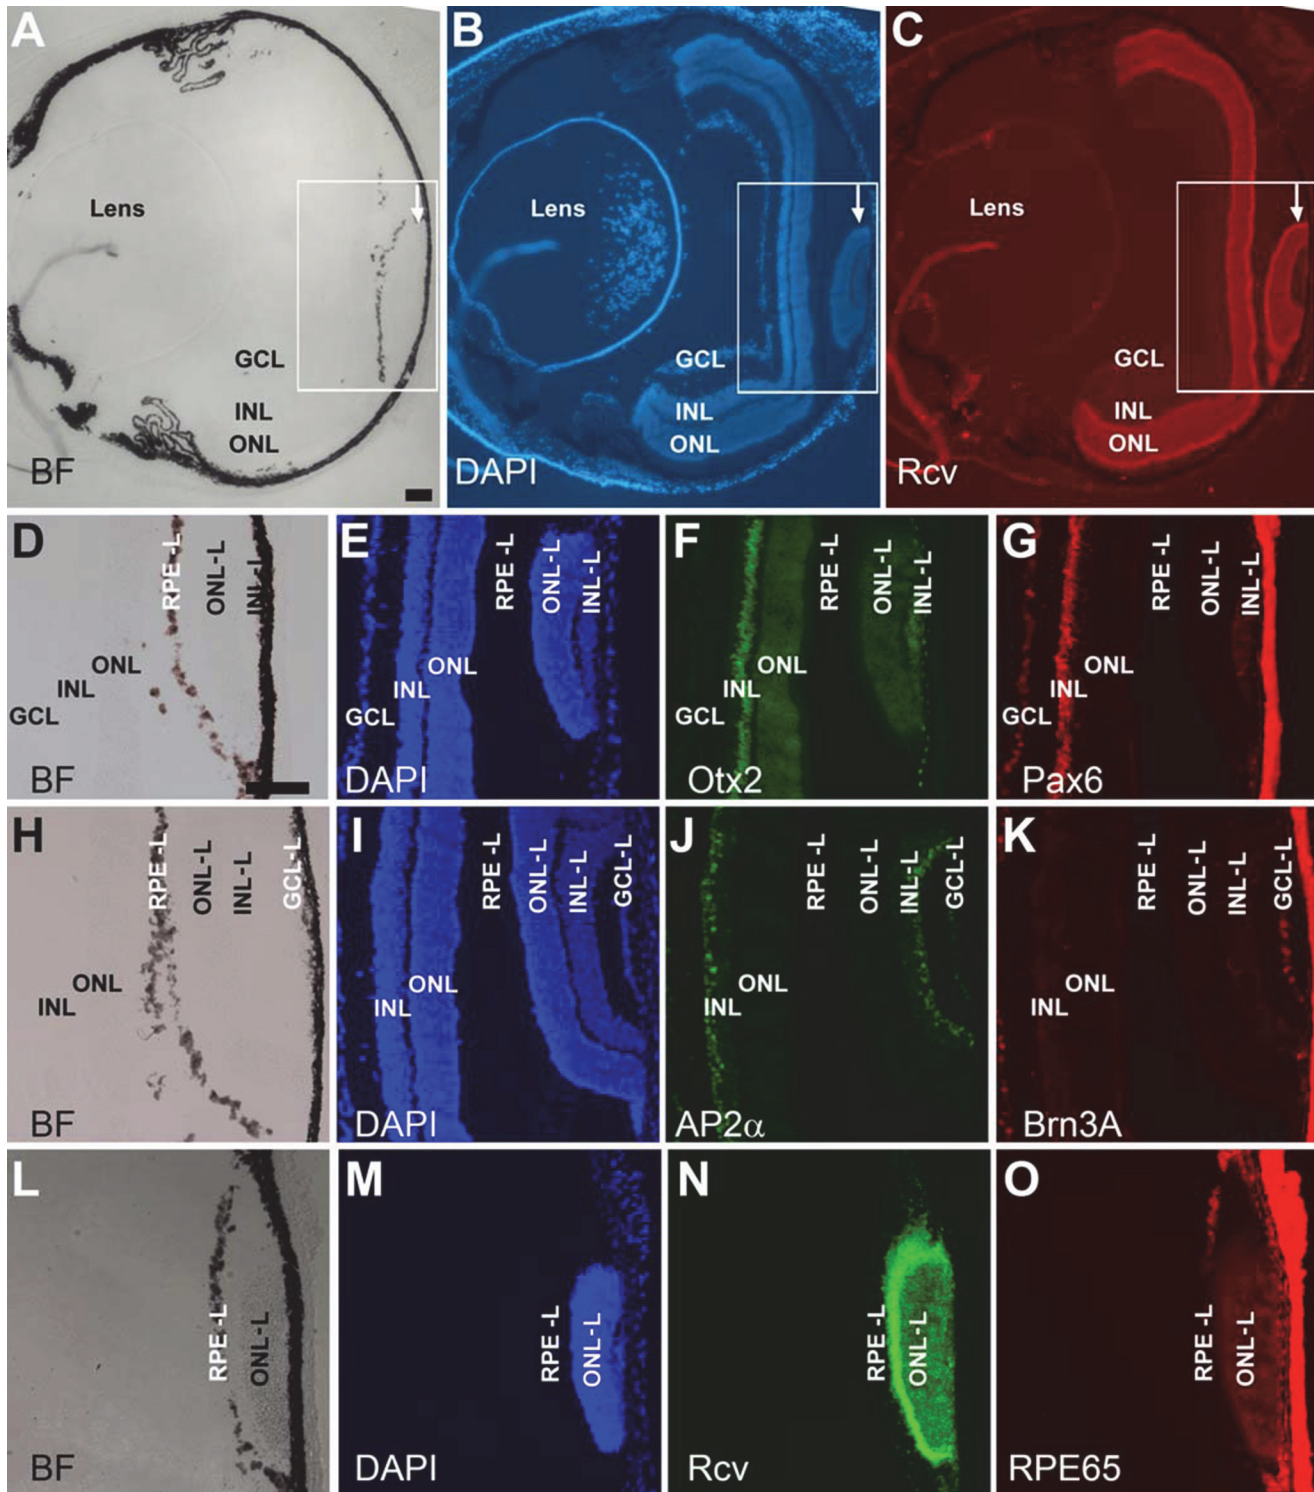 A
Lens
GCL
INL
ONL
BF
B
Lens
GCL
INL
ONL
DAPI
C
Lens
GCL
INL
ONL
Rcv
D
RPE-L
ONL-L
INL-L
ONL
INL
GCL
BF
E
RPE-L
ONL-L
INL-L
ONL
INL
GCL
DAPI
F
RPE-L
ONL-L
INL-L
ONL
INL
GCL
Otx2
G
RPE-L
ONL-L
INL-L
ONL
INL
GCL
Pax6
H
RPE-L
ONL-L
INL-L
GCL-L
ONL
INL
BF
I
RPE-L
ONL-L
INL-L
GCL-L
ONL
INL
DAPI
J
RPE-L
ONL-L
INL-L
GCL-L
ONL
INL
AP2α
K
RPE-L
ONL-L
INL-L
GCL-L
ONL
INL
Brn3A
L
RPE-L
ONL-L
BF
M
RPE-L
ONL-L
DAPI
N
RPE-L
ONL-L
Rcv
O
RPE-L
ONL-L
RPE65